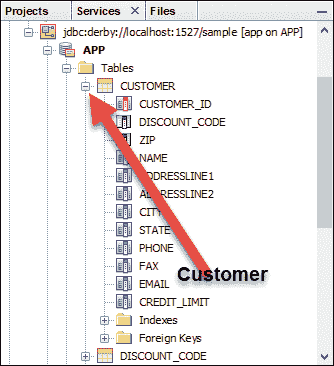 Projects Services Files
jdbc:derby://localhost:1527/sample [app on APP]
APP
Tables
CUSTOMER
CUSTOMER_ID
DISCOUNT_CODE
ZIP
NAME
ADDRESSLINE1
ADDRESSLINE2
CITY
STATE
PHONE
FAX
EMAIL
Customer
CREDIT_LIMIT
Indexes
Foreign Keys
DISCOUNT_CODE